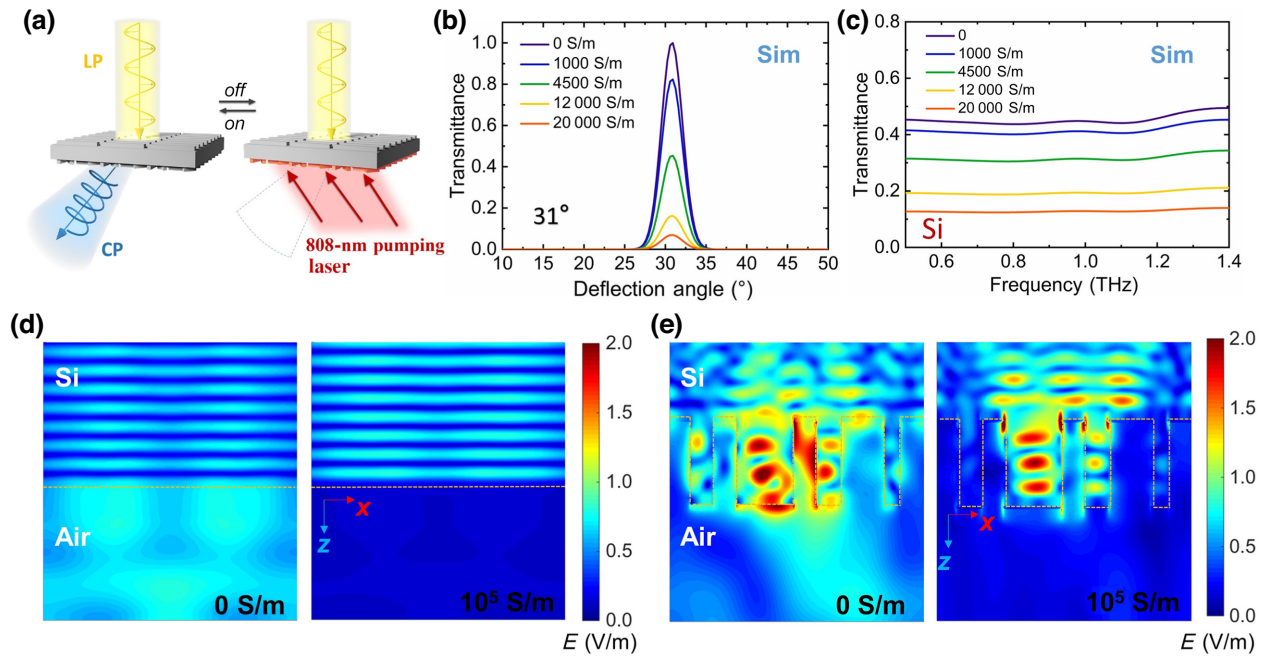 (a)
LP
off
on
CP
808-nm pumping
laser
(b)
Transmittance
1.0
0.8
0.6
0.4
0.2
0.0
0 S/m
1000 S/m
4500 S/m
12 000 S/m
20 000 S/m
Sim
31°
10 15 20 25 30 35 40 45 50
Deflection angle (°)
(c)
Transmittance
0.8
0.6
0.4
0.2
0.0
0
1000 S/m
4500 S/m
12 000 S/m
20 000 S/m
Sim
Si
0.6 0.8 1.0 1.2 1.4
Frequency (THz)
(d)
Si
Air
0 S/m
x
z
10⁵ S/m
2.0
1.5
1.0
0.5
0.0
E (V/m)
(e)
Si
Air
0 S/m
x
z
10⁵ S/m
2.0
1.5
1.0
0.5
0.0
E (V/m)